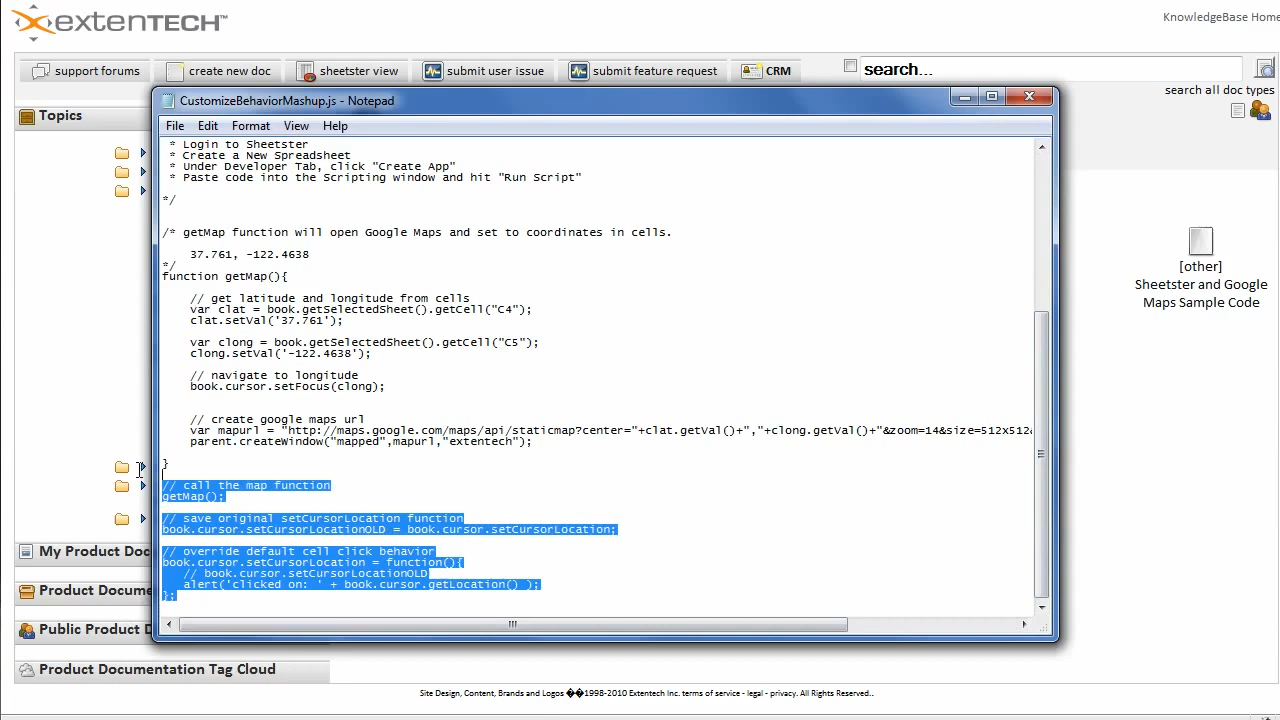 extenTECH™
KnowledgeBase Home
upport forums
create new doc
sheetster view
submit user issue
submit feature request
CRM
search...
search all doc types
Topics
CustomizeBehaviorMashup.js - Notepad
File Edit Format View Help
* Login to Sheetster
* Create a New Spreadsheet
* Under Developer Tab, click "Create App"
* Paste code into the Scripting window and hit "Run Script"
*/
/* getMap function will open Google Maps and set to coordinates in cells.
37.761, -122.4638
*/
function getMap(){
// get latitude and longitude from cells
var clat = book.getSelectedSheet().getCell("C4");
clat.setVal('37.761');
var clong = book.getSelectedSheet().getCell("C5");
clong.setVal('-122.4638');
// navigate to longitude
book.cursor.setFocus(clong);
// create google maps url
var mapurl = "http://maps.google.com/maps/api/staticmap?center="+clat.getVal()+","+clong.getVal()+"&zoom=14&size=512x512&
parent.createWindow("mapped",mapurl,"extentech");
}
// call the map function
getMap();
// save original setCursorLocation function
book.cursor.setCursorLocationOLD = book.cursor.setCursorLocation;
// override default cell click behavior
book.cursor.setCursorLocation = function(){
// book.cursor.setCursorLocationOLD
alert('clicked on: ' + book.cursor.getLocation() );
};
[other]
Sheetster and Google
Maps Sample Code
My Product Doc
Product Docume
Public Product D
Product Documentation Tag Cloud
Site Design, Content, Brands and Logos ��1998-2010 Extentech Inc. terms of service - legal - privacy. All Rights Reserved..